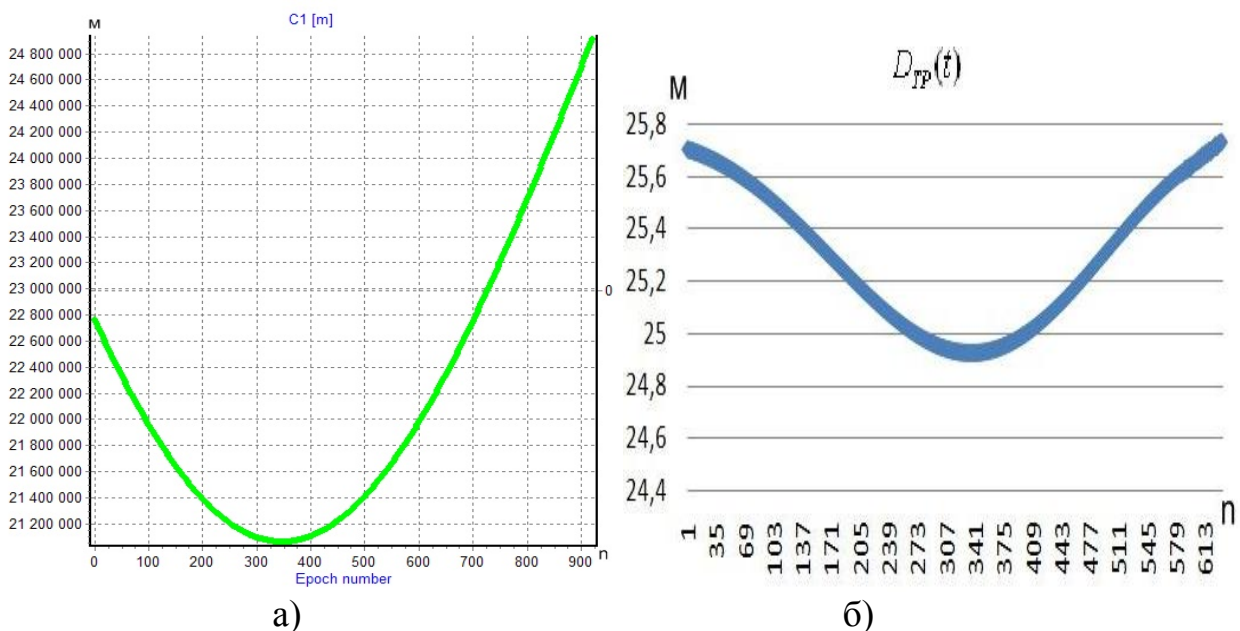 C1 [m]
м
24 800 000
24 600 000
24 400 000
24 200 000
24 000 000
23 800 000
23 600 000
23 400 000
23 200 000
23 000 000
22 800 000
22 600 000
22 400 000
22 200 000
22 000 000
21 800 000
21 600 000
21 400 000
21 200 000
0
0 100 200 300 400 500 600 700 800 900 n
Epoch number
а)
D_TP(t)
М
25,8
25,6
25,4
25,2
25
24,8
24,6
24,4
1 35 69 103 137 171 205 239 273 307 341 375 409 443 477 511 545 579 613 n
б)